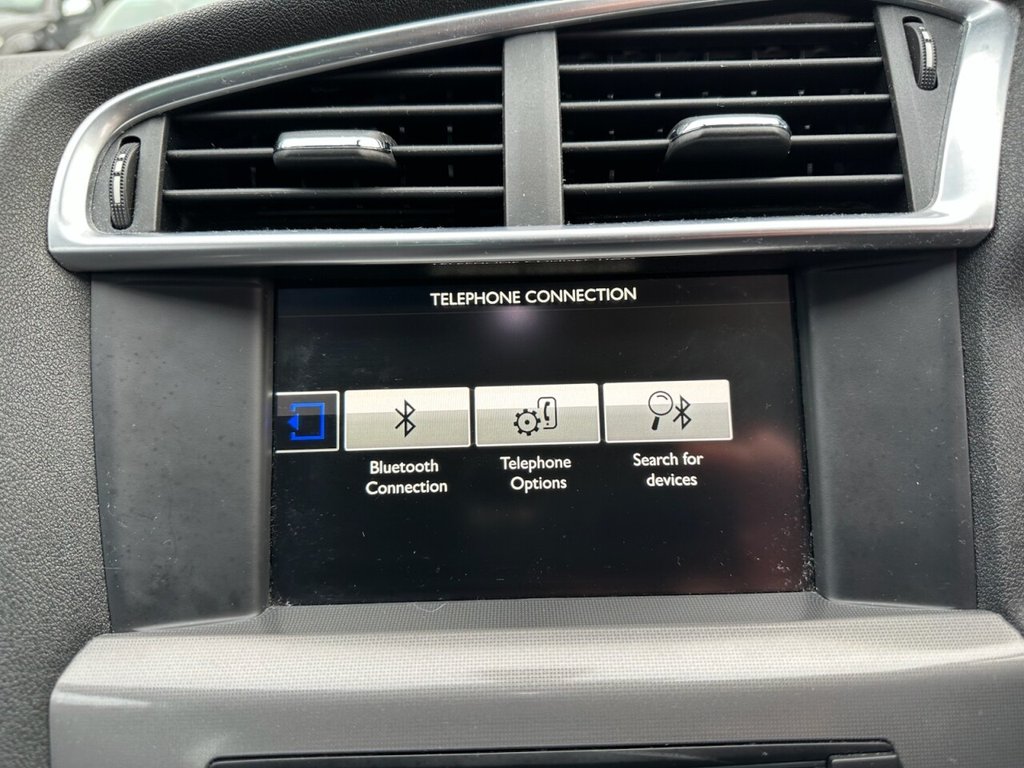 TELEPHONE CONNECTION
Bluetooth
Connection
Telephone
Options
Search for
devices